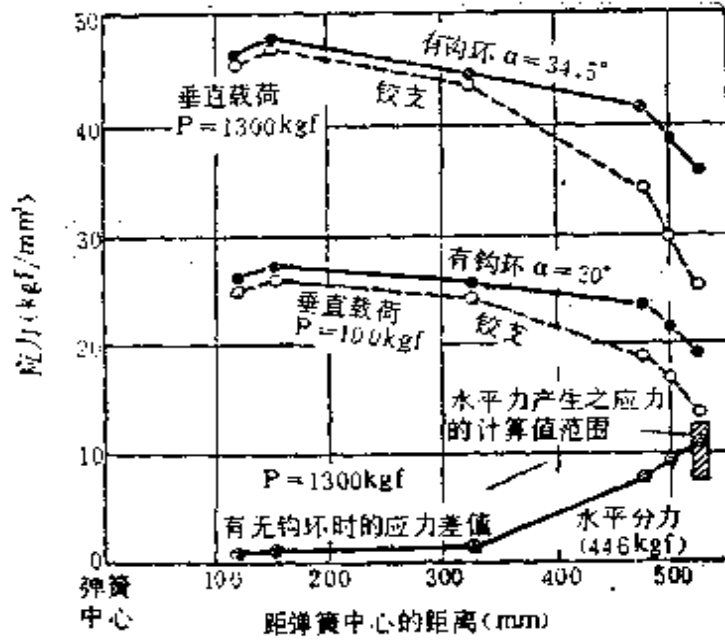 50
有钩环 α=34.5°
垂直载荷
P=1300kgf
铰支
40
30
有钩环 α=30°
垂直载荷
P=100kgf
铰支
应力(kgf/mm²)
20
水平力产生之应力
的计算值范围
10
P=1300kgf
有无钩环时的应力差值
水平分力
(446kgf)
0
弹簧
中心
100
200
300
400
500
距弹簧中心的距离(mm)